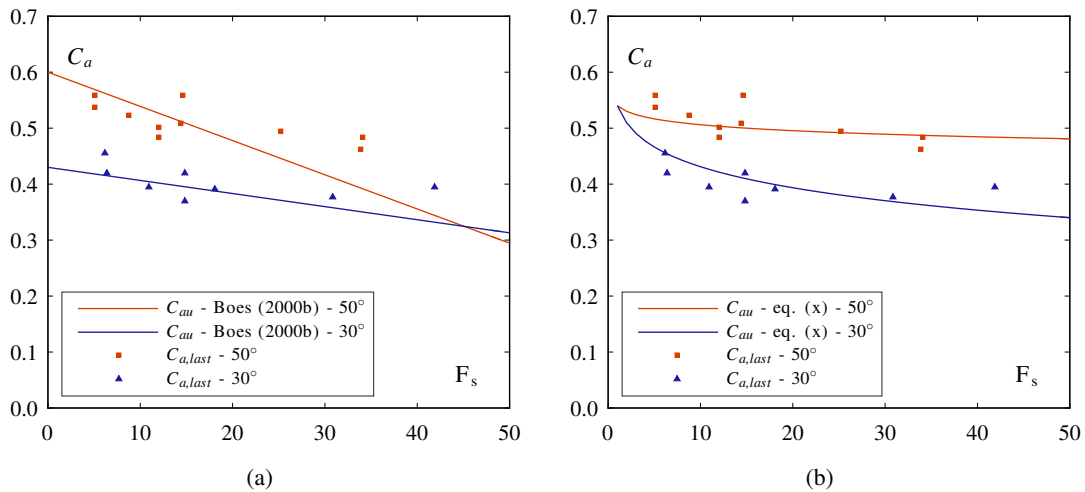 0.7
0.6
0.5
0.4
0.3
0.2
0.1
0.0
C_a
C_au - Boes (2000b) - 50°
C_au - Boes (2000b) - 30°
C_a,last - 50°
C_a,last - 30°
F_s
0 10 20 30 40 50
(a)
0.7
0.6
0.5
0.4
0.3
0.2
0.1
0.0
C_a
C_au - eq. (x) - 50°
C_au - eq. (x) - 30°
C_a,last - 50°
C_a,last - 30°
F_s
0 10 20 30 40 50
(b)